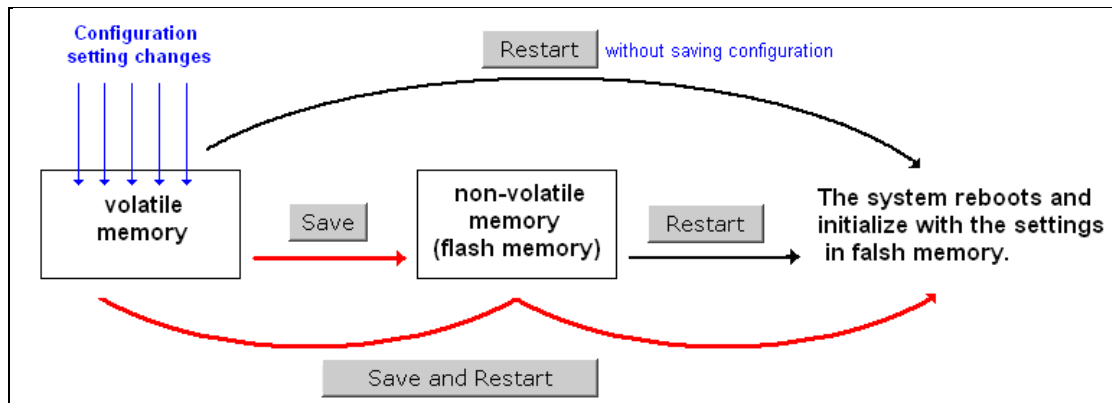 Configuration
setting changes
Restart without saving configuration
volatile
memory
Save
non-volatile
memory
(flash memory)
Restart
The system reboots and
initialize with the settings
in falsh memory.
Save and Restart